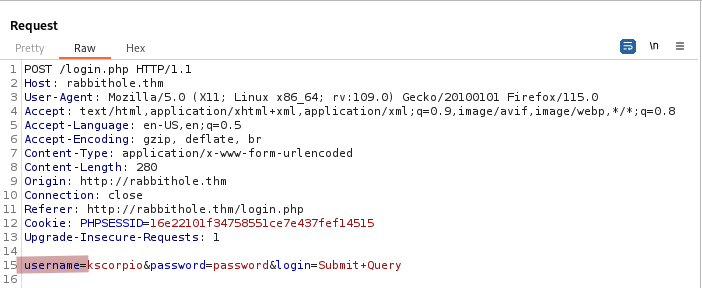 Request
Pretty Raw Hex \n
1 POST /login.php HTTP/1.1
2 Host: rabbithole.thm
3 User-Agent: Mozilla/5.0 (X11; Linux x86_64; rv:109.0) Gecko/20100101 Firefox/115.0
4 Accept: text/html,application/xhtml+xml,application/xml;q=0.9,image/avif,image/webp,*/*;q=0.8
5 Accept-Language: en-US,en;q=0.5
6 Accept-Encoding: gzip, deflate, br
7 Content-Type: application/x-www-form-urlencoded
8 Content-Length: 280
9 Origin: http://rabbithole.thm
10 Connection: close
11 Referer: http://rabbithole.thm/login.php
12 Cookie: PHPSESSID=16e22101f34758551ce7e437fef14515
13 Upgrade-Insecure-Requests: 1
14
15 username=kscorpio&password=password&login=Submit+Query
16